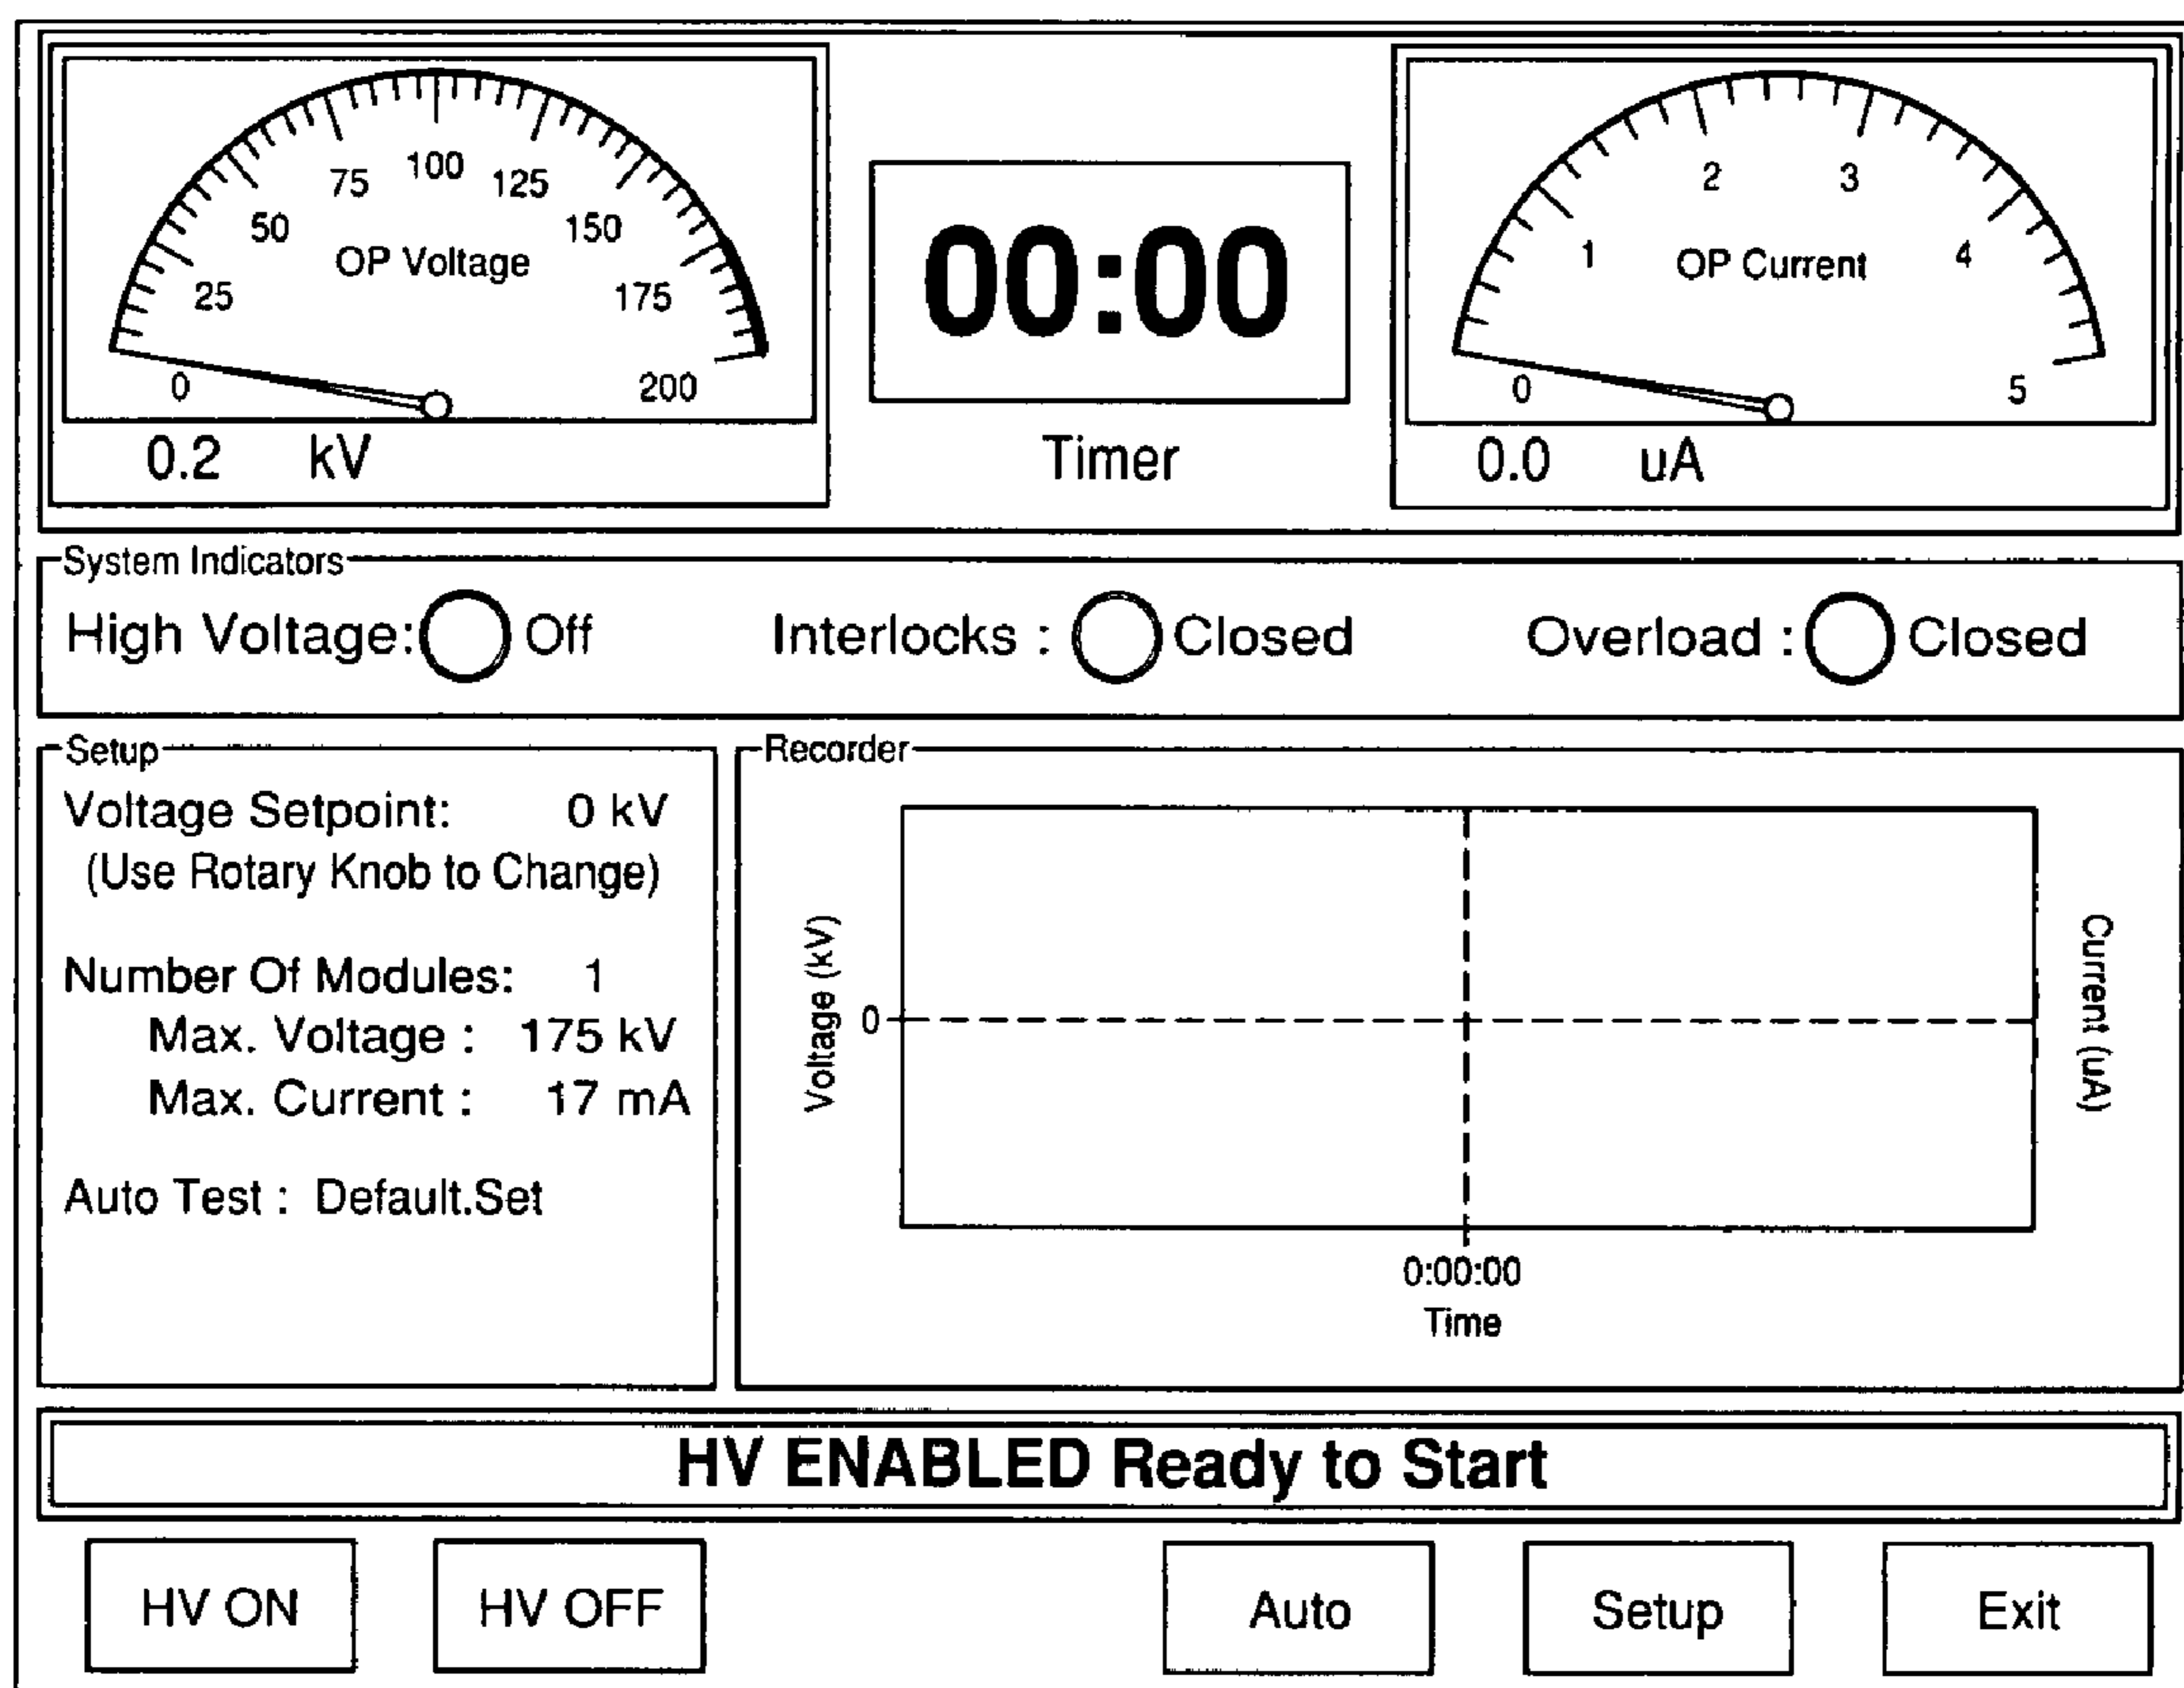 75 100 125
50 150
OP Voltage
25 175
0 200
0.2 kV
00:00
Timer
2 3
1 4
OP Current
0 5
0.0 uA
System Indicators
High Voltage: Off Interlocks : Closed Overload : Closed
Setup
Voltage Setpoint: 0 kV
(Use Rotary Knob to Change)
Number Of Modules: 1
Max. Voltage : 175 kV
Max. Current : 17 mA
Auto Test : Default.Set
Recorder
Voltage (kV)
0
Current (uA)
0:00:00
Time
HV ENABLED Ready to Start
HV ON HV OFF Auto Setup Exit